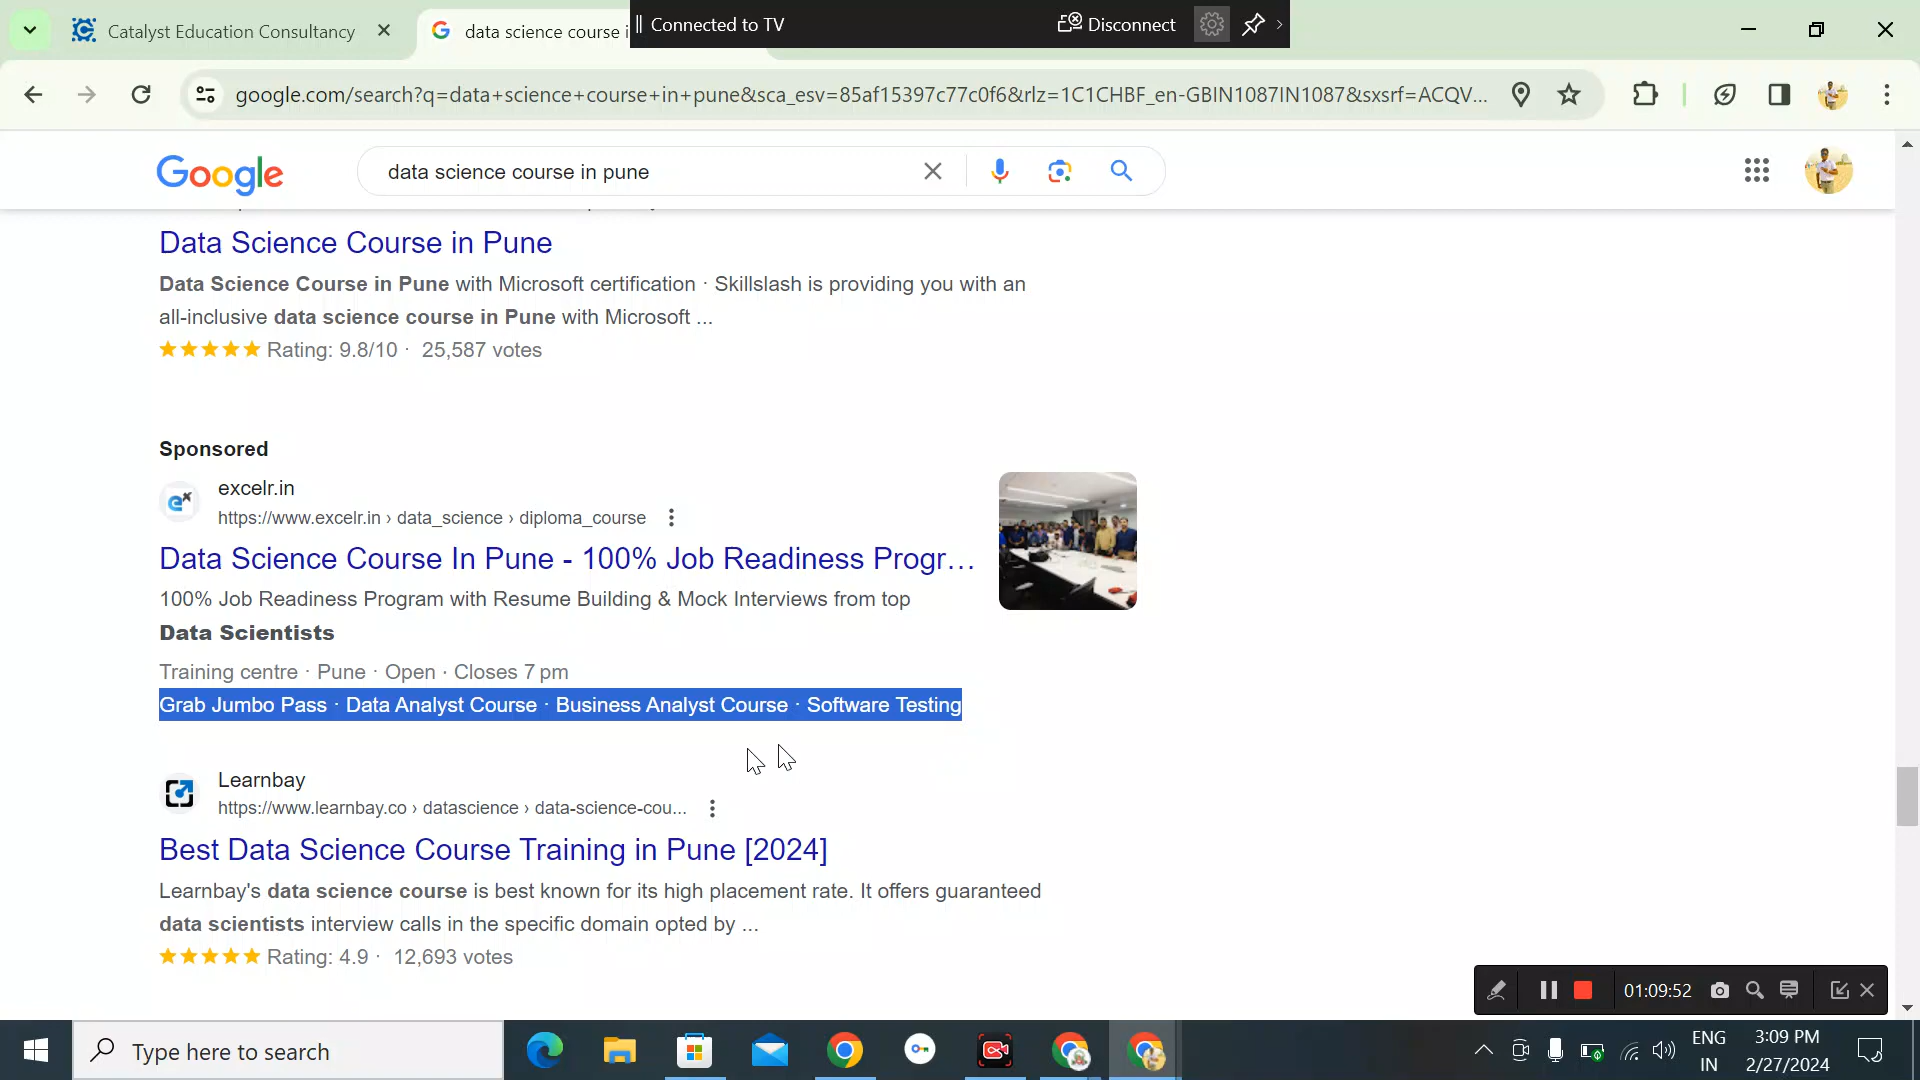 Catalyst Education Consultancy
data science course i
Connected to TV
Disconnect
google.com/search?q=data+science+course+in+pune&sca_esv=85af15397c77c0f6&rlz=1C1CHBF_en-GBIN1087IN1087&sxsrf=ACQV...
Google
data science course in pune
Data Science Course in Pune
Data Science Course in Pune with Microsoft certification · Skillslash is providing you with an
all-inclusive data science course in Pune with Microsoft ...
Rating: 9.8/10 · 25,587 votes
Sponsored
excelr.in
https://www.excelr.in › data_science › diploma_course
Data Science Course In Pune - 100% Job Readiness Progr...
100% Job Readiness Program with Resume Building & Mock Interviews from top
Data Scientists
Training centre · Pune · Open · Closes 7 pm
Grab Jumbo Pass · Data Analyst Course · Business Analyst Course · Software Testing
Learnbay
https://www.learnbay.co › datascience › data-science-cou...
Best Data Science Course Training in Pune [2024]
Learnbay's data science course is best known for its high placement rate. It offers guaranteed
data scientists interview calls in the specific domain opted by ...
Rating: 4.9 · 12,693 votes
01:09:52
Type here to search
ENG
IN
3:09 PM
2/27/2024